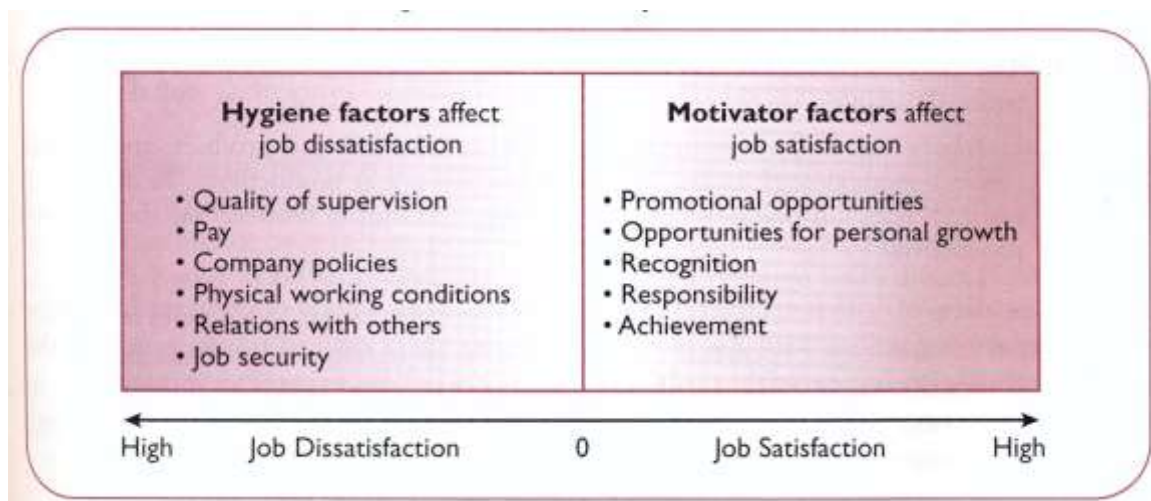 Hygiene factors affect
job dissatisfaction
• Quality of supervision
• Pay
• Company policies
• Physical working conditions
• Relations with others
• Job security
Motivator factors affect
job satisfaction
• Promotional opportunities
• Opportunities for personal growth
• Recognition
• Responsibility
• Achievement
High Job Dissatisfaction 0 Job Satisfaction High